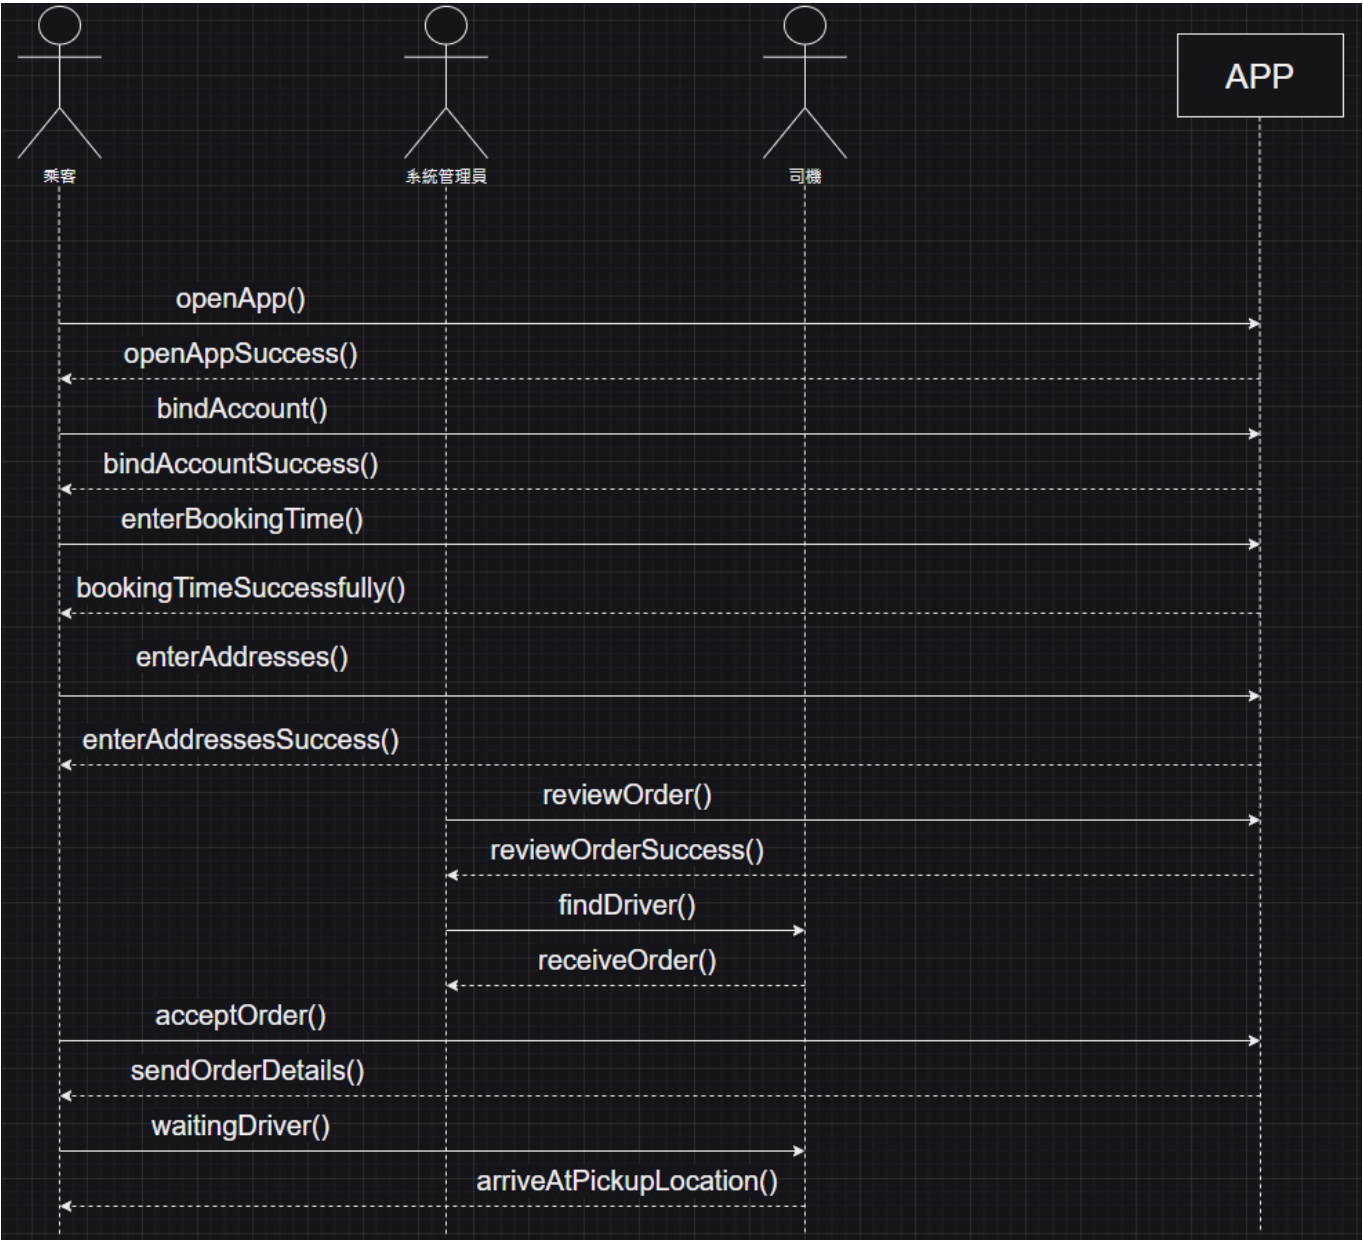 APP
乘客
系統管理員
司機
openApp()
openAppSuccess()
bindAccount()
bindAccountSuccess()
enterBookingTime()
bookingTimeSuccessfully()
enterAddresses()
enterAddressesSuccess()
reviewOrder()
reviewOrderSuccess()
findDriver()
receiveOrder()
acceptOrder()
sendOrderDetails()
waitingDriver()
arriveAtPickupLocation()